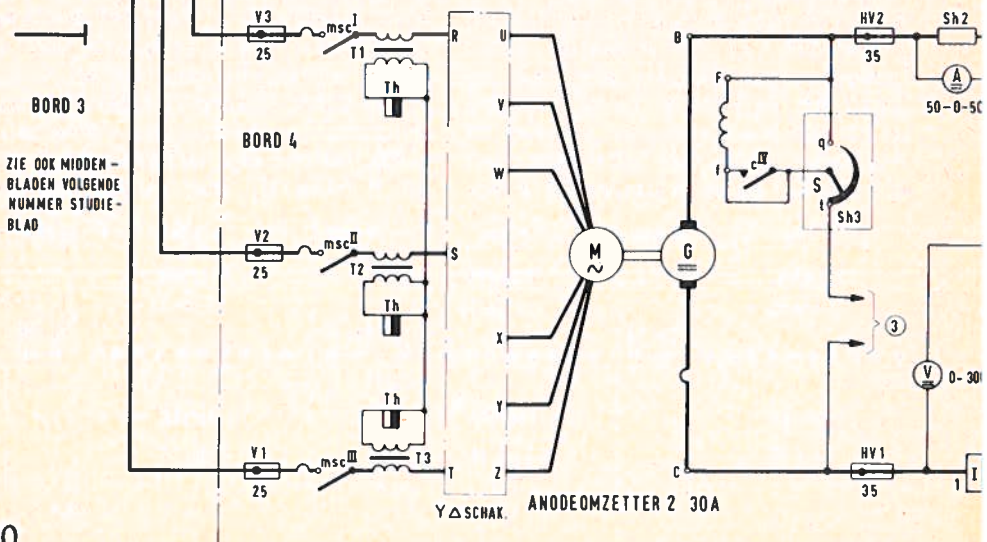 V3
25
msc I
T1
Th
R
U
B
HV2
35
Sh2
A
50-0-50
F
BORD 3
BORD 4
V
W
q
f
c IV
S
t
Sh3
ZIE OOK MIDDEN-
BLADEN VOLGENDE
NUMMER STUDIE-
BLAD
V2
25
msc II
T2
Th
S
M
~
G
3
X
V
0-30
Th
Y
V1
25
msc III
T3
T
Z
C
HV1
35
I
1
Y Δ SCHAK.
ANODEOMZETTER 2 30A